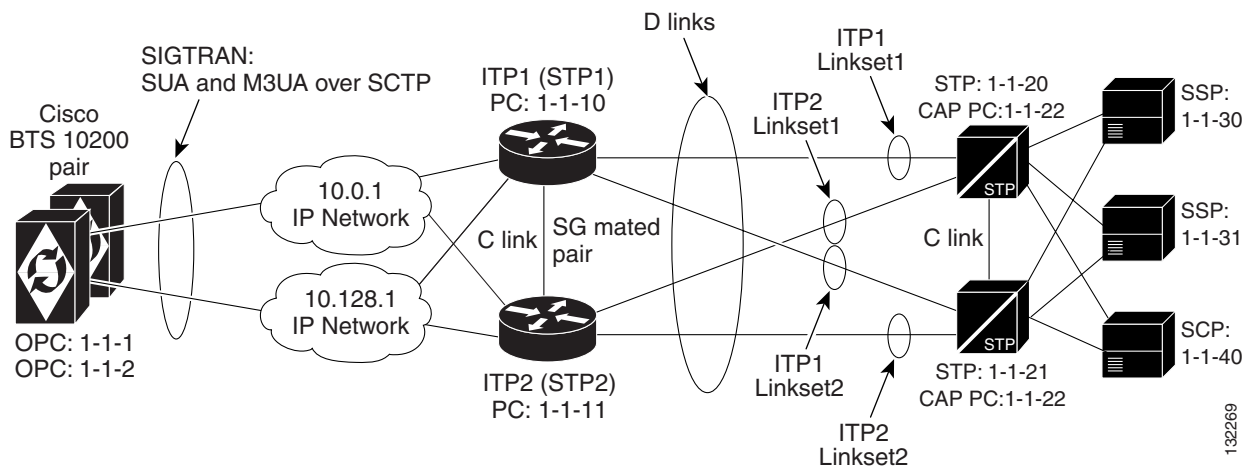 D links
SIGTRAN:
SUA and M3UA over SCTP
Cisco
BTS 10200
pair
ITP1 (STP1)
PC: 1-1-10
ITP2
Linkset1
ITP1
Linkset1
STP: 1-1-20
CAP PC:1-1-22
STP
SSP:
1-1-30
10.0.1
IP Network
C link
SG mated
pair
C link
SSP:
1-1-31
10.128.1
IP Network
OPC: 1-1-1
OPC: 1-1-2
ITP2 (STP2)
PC: 1-1-11
ITP1
Linkset2
ITP2
Linkset2
STP
STP: 1-1-21
CAP PC:1-1-22
SCP:
1-1-40
132269